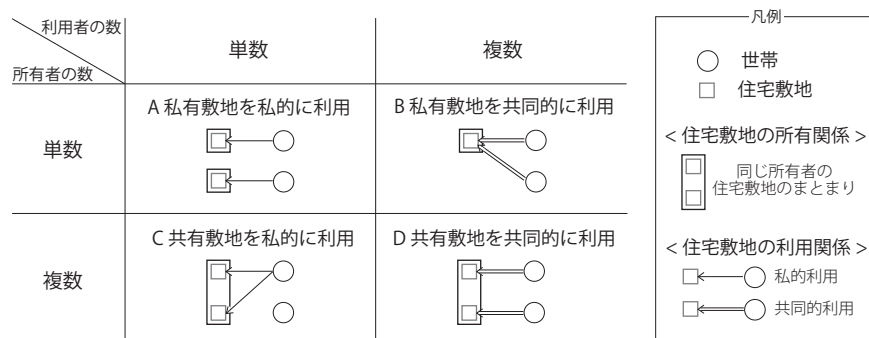 利用者の数
所有者の数
単数
複数
単数
A 私有敷地を私的に利用
B 私有敷地を共同的に利用
複数
C 共有敷地を私的に利用
D 共有敷地を共同的に利用
凡例
世帯
住宅敷地
< 住宅敷地の所有関係 >
同じ所有者の
住宅敷地のまとまり
< 住宅敷地の利用関係 >
私的利用
共同的利用